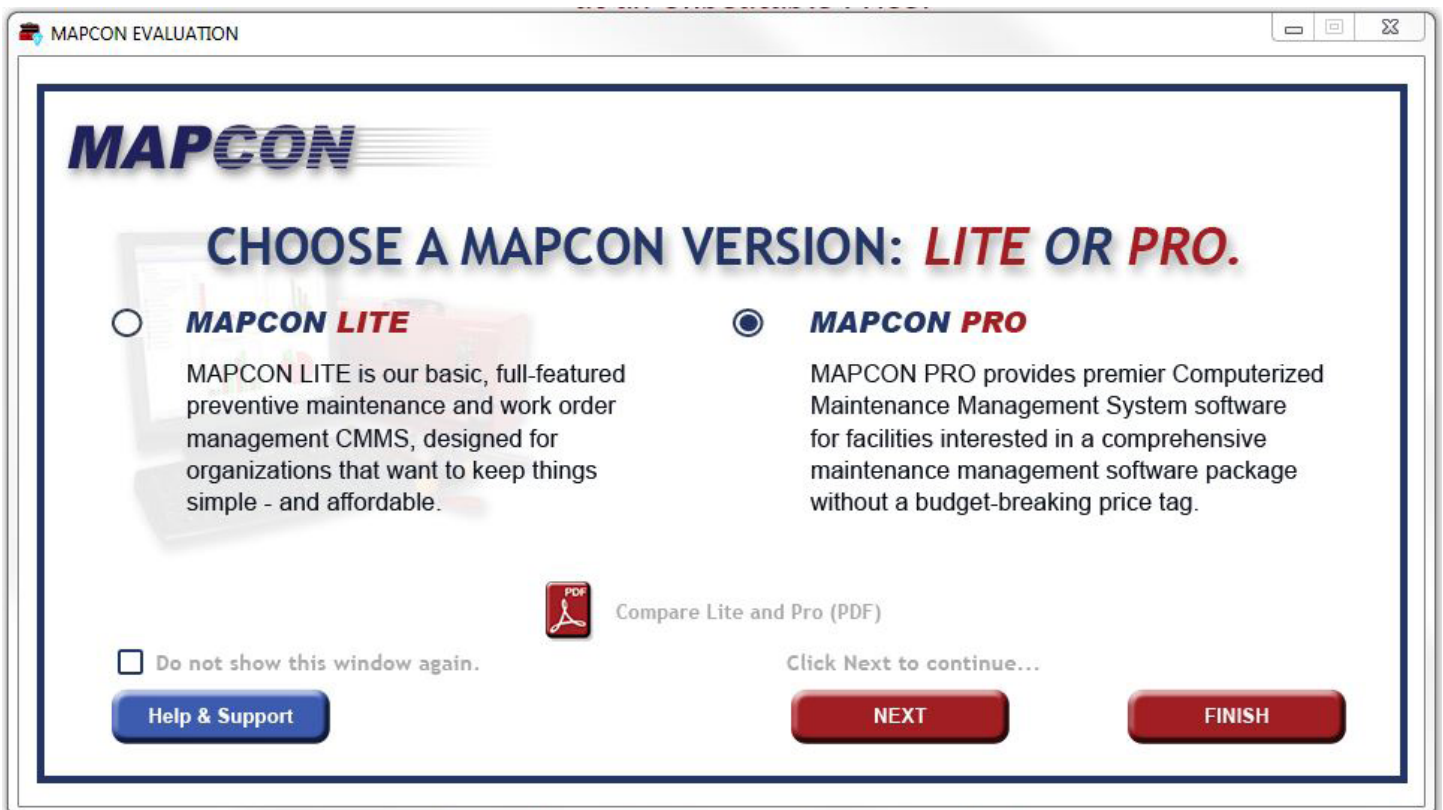 MAPCON EVALUATION
MAPCON
CHOOSE A MAPCON VERSION: LITE OR PRO.
MAPCON LITE
MAPCON LITE is our basic, full-featured
preventive maintenance and work order
management CMMS, designed for
organizations that want to keep things
simple - and affordable.
MAPCON PRO
MAPCON PRO provides premier Computerized
Maintenance Management System software
for facilities interested in a comprehensive
maintenance management software package
without a budget-breaking price tag.
PDF
Compare Lite and Pro (PDF)
Do not show this window again.
Click Next to continue...
Help & Support
NEXT
FINISH